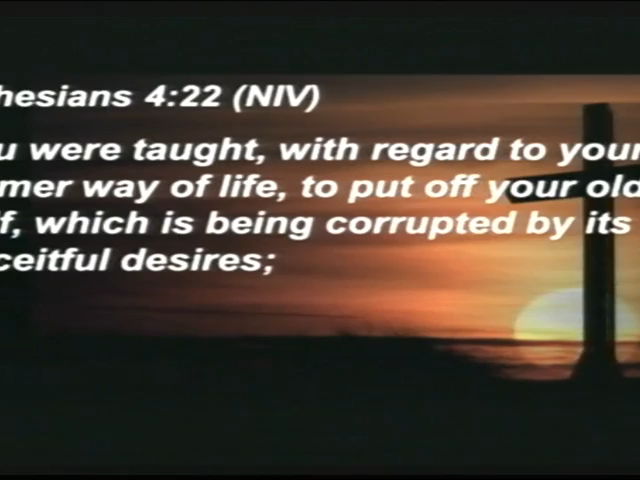 hesians 4:22 (NIV)
u were taught, with regard to your
mer way of life, to put off your old
f, which is being corrupted by its
ceitful desires;